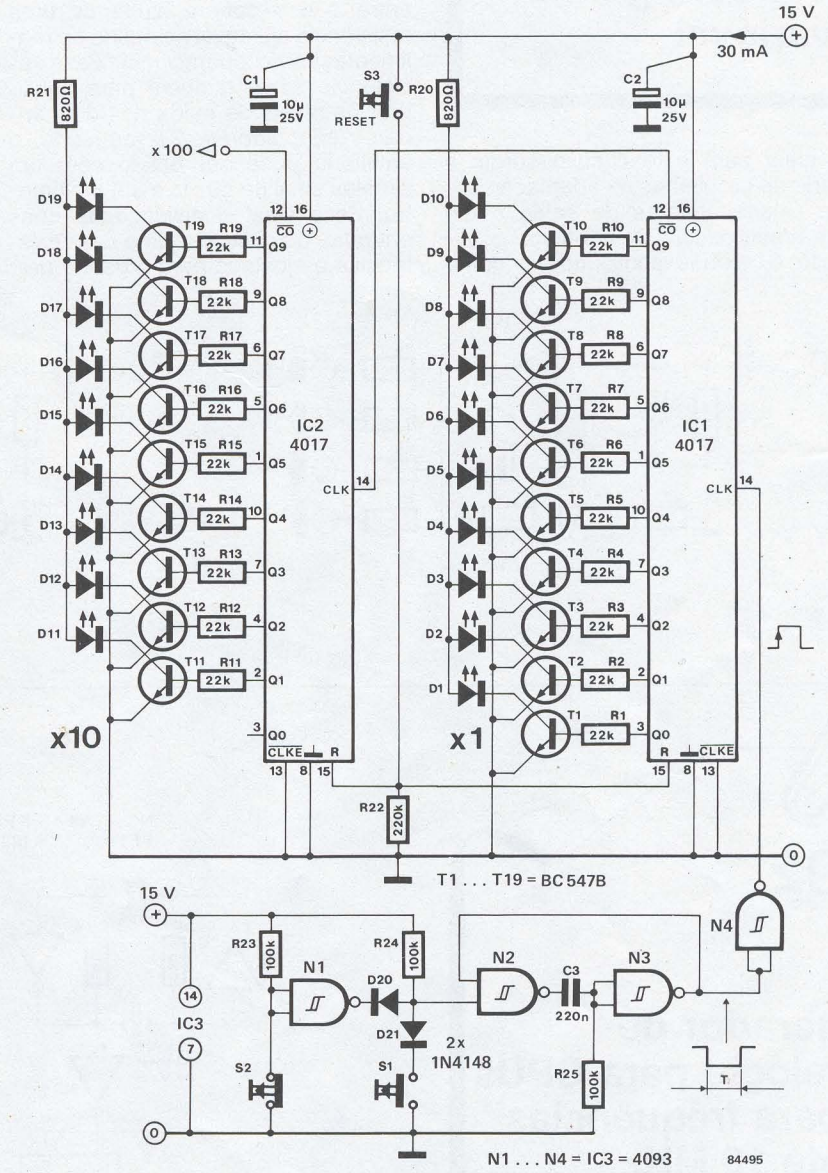 15 V
+
30 mA
R21
820Ω
C1
10µ
25V
S3
RESET
R20
820Ω
C2
10µ
25V
x 100
12 16
CO +
12 16
CO +
D19
T19 R19
22k
11 Q9
D18
T18 R18
22k
9 Q8
D17
T17 R17
22k
6 Q7
D16
T16 R16
22k
5 Q6
D15
T15 R15
22k
1 Q5
D14
T14 R14
22k
10 Q4
D13
T13 R13
22k
7 Q3
D12
T12 R12
22k
4 Q2
D11
T11 R11
22k
2 Q1
3 Q0
IC2
4017
14
CLK
x10
CLKE R
13 8 15
D10
T10 R10
22k
11 Q9
D9
T9 R9
22k
9 Q8
D8
T8 R8
22k
6 Q7
D7
T7 R7
22k
5 Q6
D6
T6 R6
22k
1 Q5
D5
T5 R5
22k
10 Q4
D4
T4 R4
22k
7 Q3
D3
T3 R3
22k
4 Q2
D2
T2 R2
22k
2 Q1
D1
T1 R1
22k
3 Q0
IC1
4017
14
CLK
x1
R CLKE
15 8 13
R22
220k
0
T1 . . . T19 = BC 547B
15 V
+
14
IC3
7
0
R23
100k
N1
S2
R24
100k
D20
D21
2x
1N4148
S1
N2
C3
220n
N3
R25
100k
N4
T
N1 . . . N4 = IC3 = 4093
84495